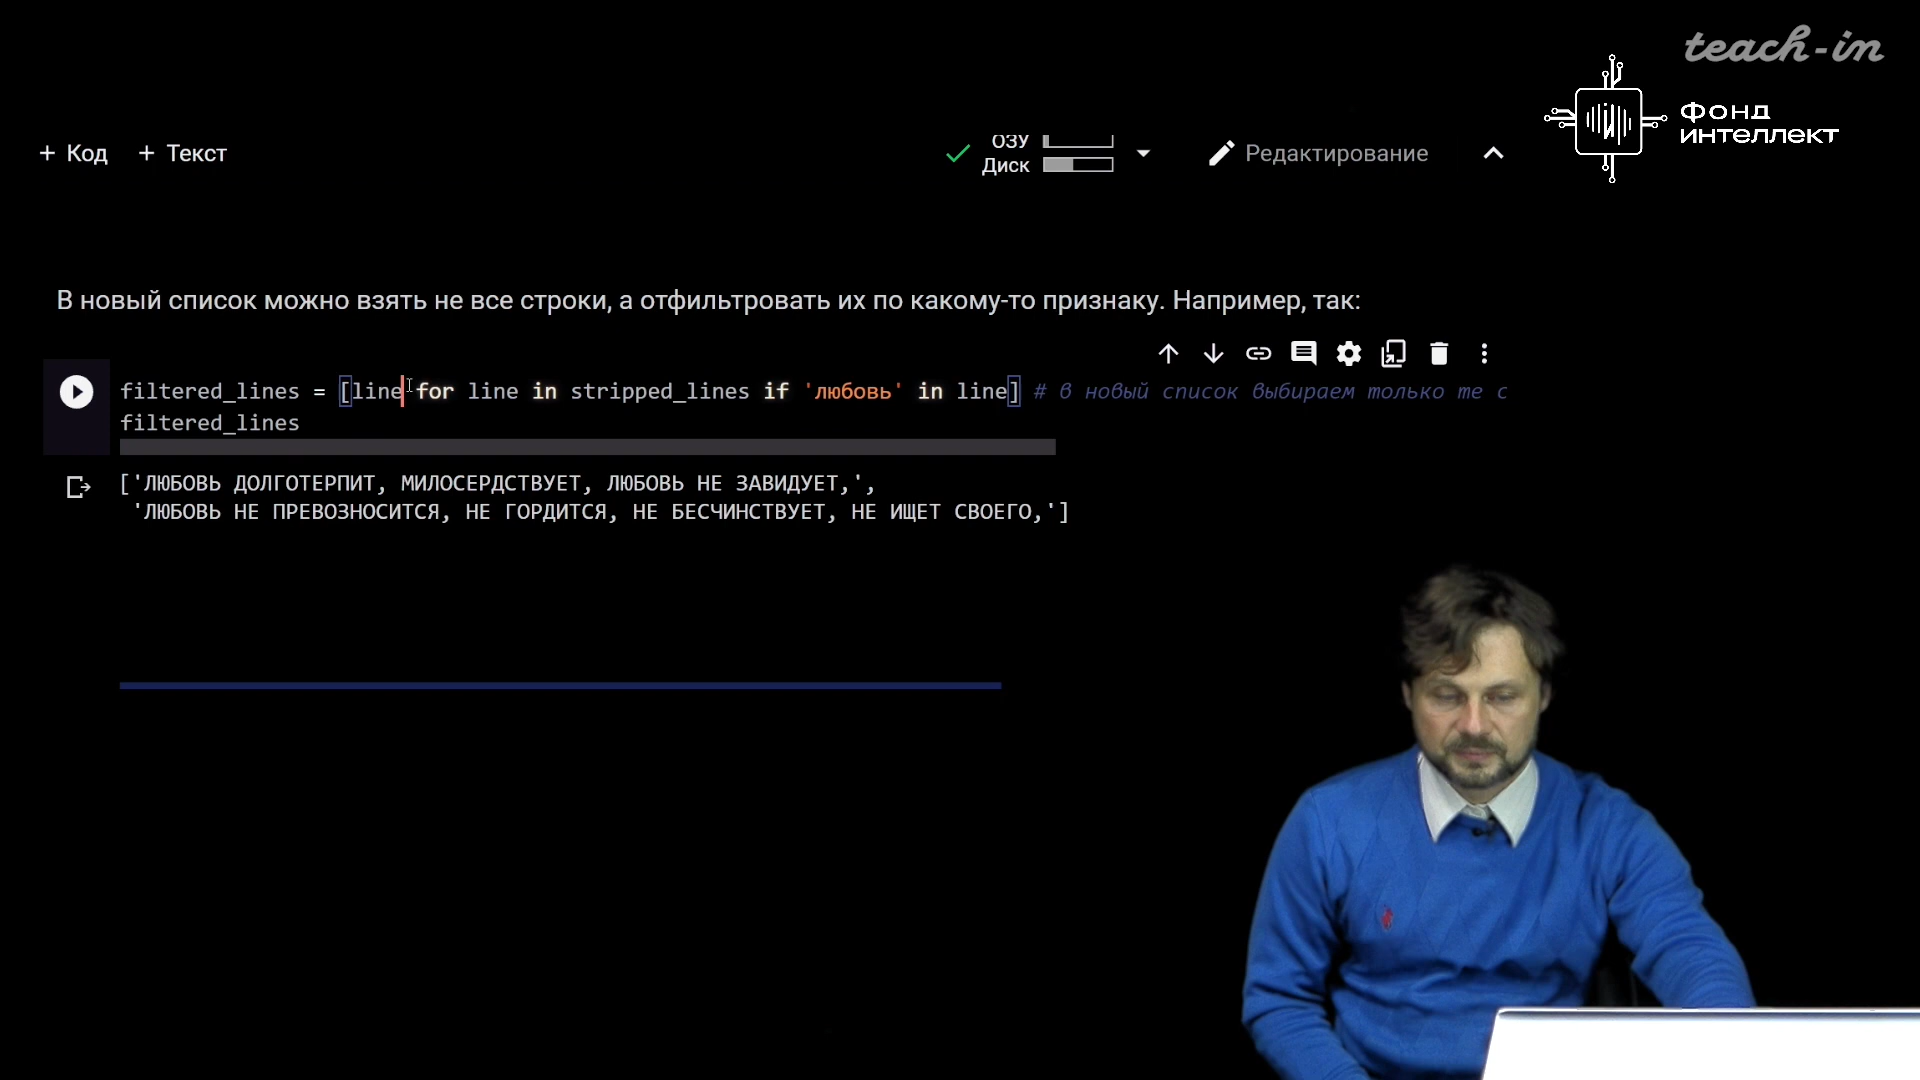 teach-in
Фонд
интеллект
+ Код + Текст
ОЗУ
Диск
Редактирование
В новый список можно взять не все строки, а отфильтровать их по какому-то признаку. Например, так:
filtered_lines = [line for line in stripped_lines if 'любовь' in line] # в новый список выбираем только те с
filtered_lines
['ЛЮБОВЬ ДОЛГОТЕРПИТ, МИЛОСЕРДСТВУЕТ, ЛЮБОВЬ НЕ ЗАВИДУЕТ,',
'ЛЮБОВЬ НЕ ПРЕВОЗНОСИТСЯ, НЕ ГОРДИТСЯ, НЕ БЕСЧИНСТВУЕТ, НЕ ИЩЕТ СВОЕГО,']